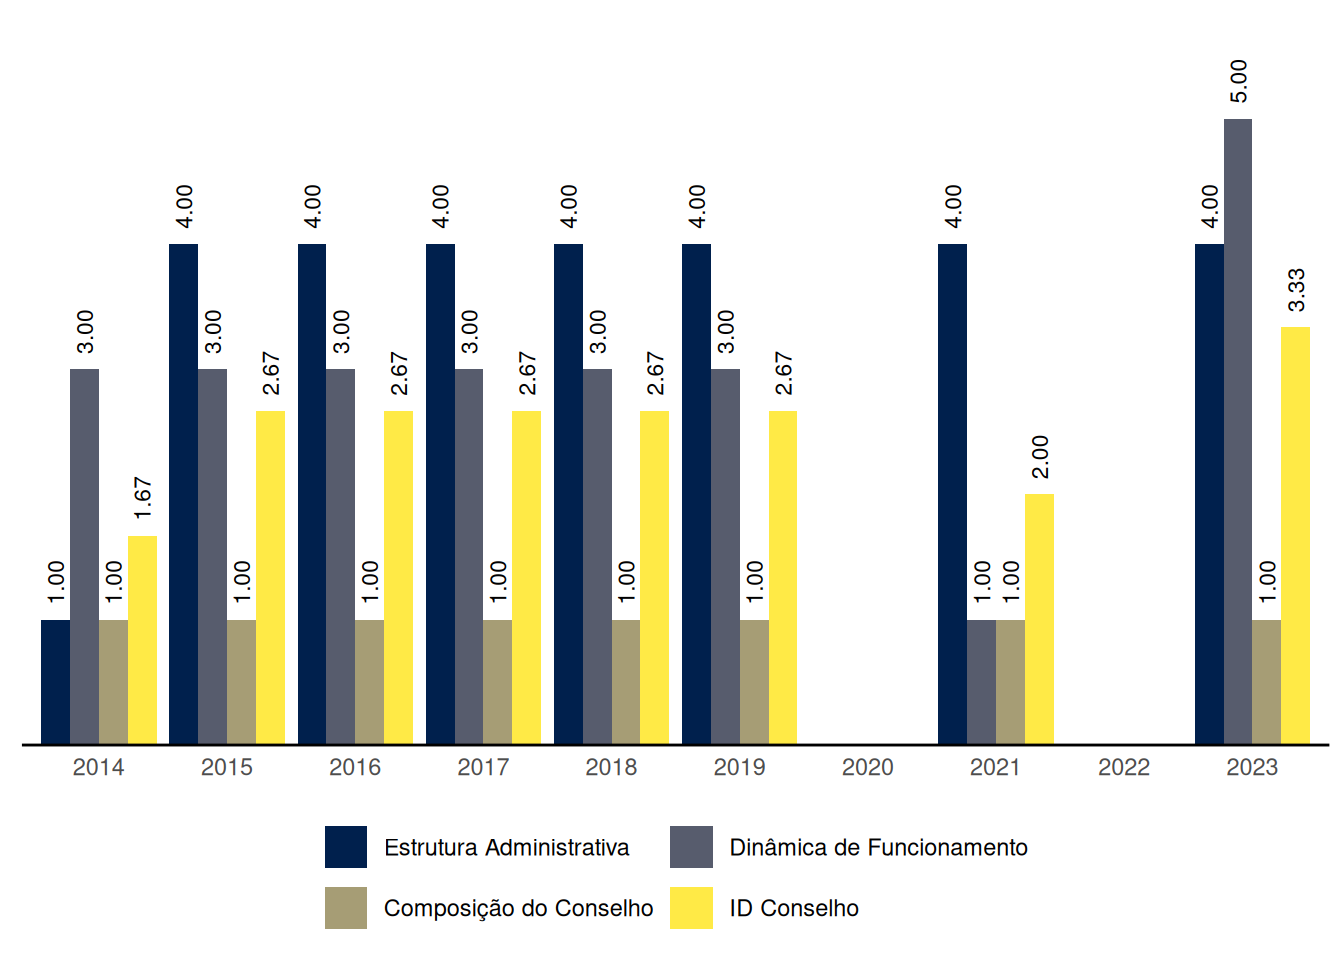 1.00 3.00 1.00 1.67
4.00 3.00 1.00 2.67
4.00 3.00 1.00 2.67
4.00 3.00 1.00 2.67
4.00 3.00 1.00 2.67
4.00 3.00 1.00 2.67
4.00 1.00 1.00 2.00
4.00 5.00 1.00 3.33
2014 2015 2016 2017 2018 2019 2020 2021 2022 2023
Estrutura Administrativa Dinâmica de Funcionamento
Composição do Conselho ID Conselho